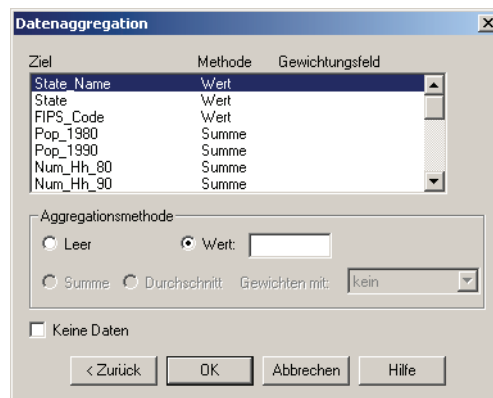 Datenaggregation
Ziel Methode Gewichtungsfeld
State_Name Wert
State Wert
FIPS_Code Wert
Pop_1980 Summe
Pop_1990 Summe
Num_Hh_80 Summe
Num_Hh_90 Summe
Aggregationsmethode
Leer Wert:
Summe Durchschnitt Gewichten mit: kein
Keine Daten
< Zurück OK Abbrechen Hilfe